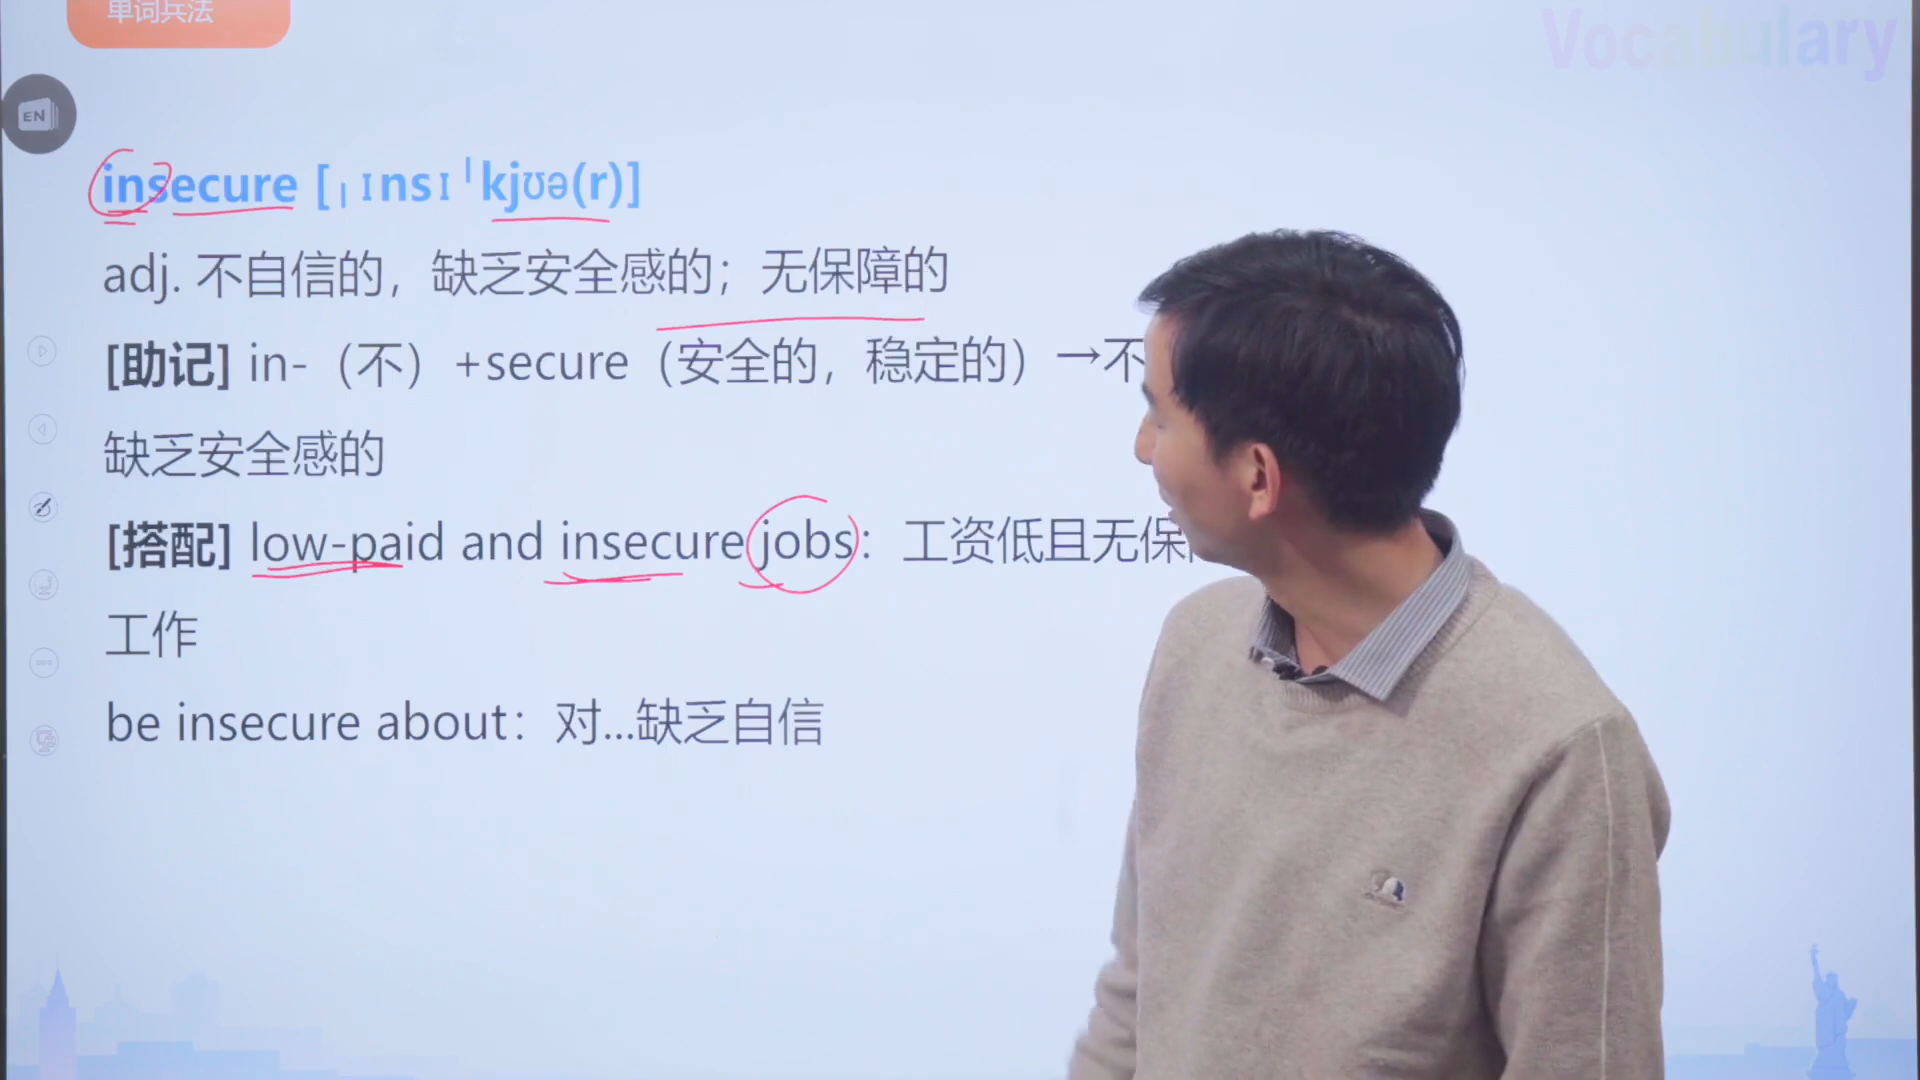 单词兵法
Vocabulary
EN
insecure [ˌɪnsɪˈkjʊə(r)]
adj. 不自信的，缺乏安全感的；无保障的
[助记] in-（不）+secure（安全的，稳定的）→不
缺乏安全感的
[搭配] low-paid and insecure jobs：工资低且无保
工作
be insecure about：对...缺乏自信